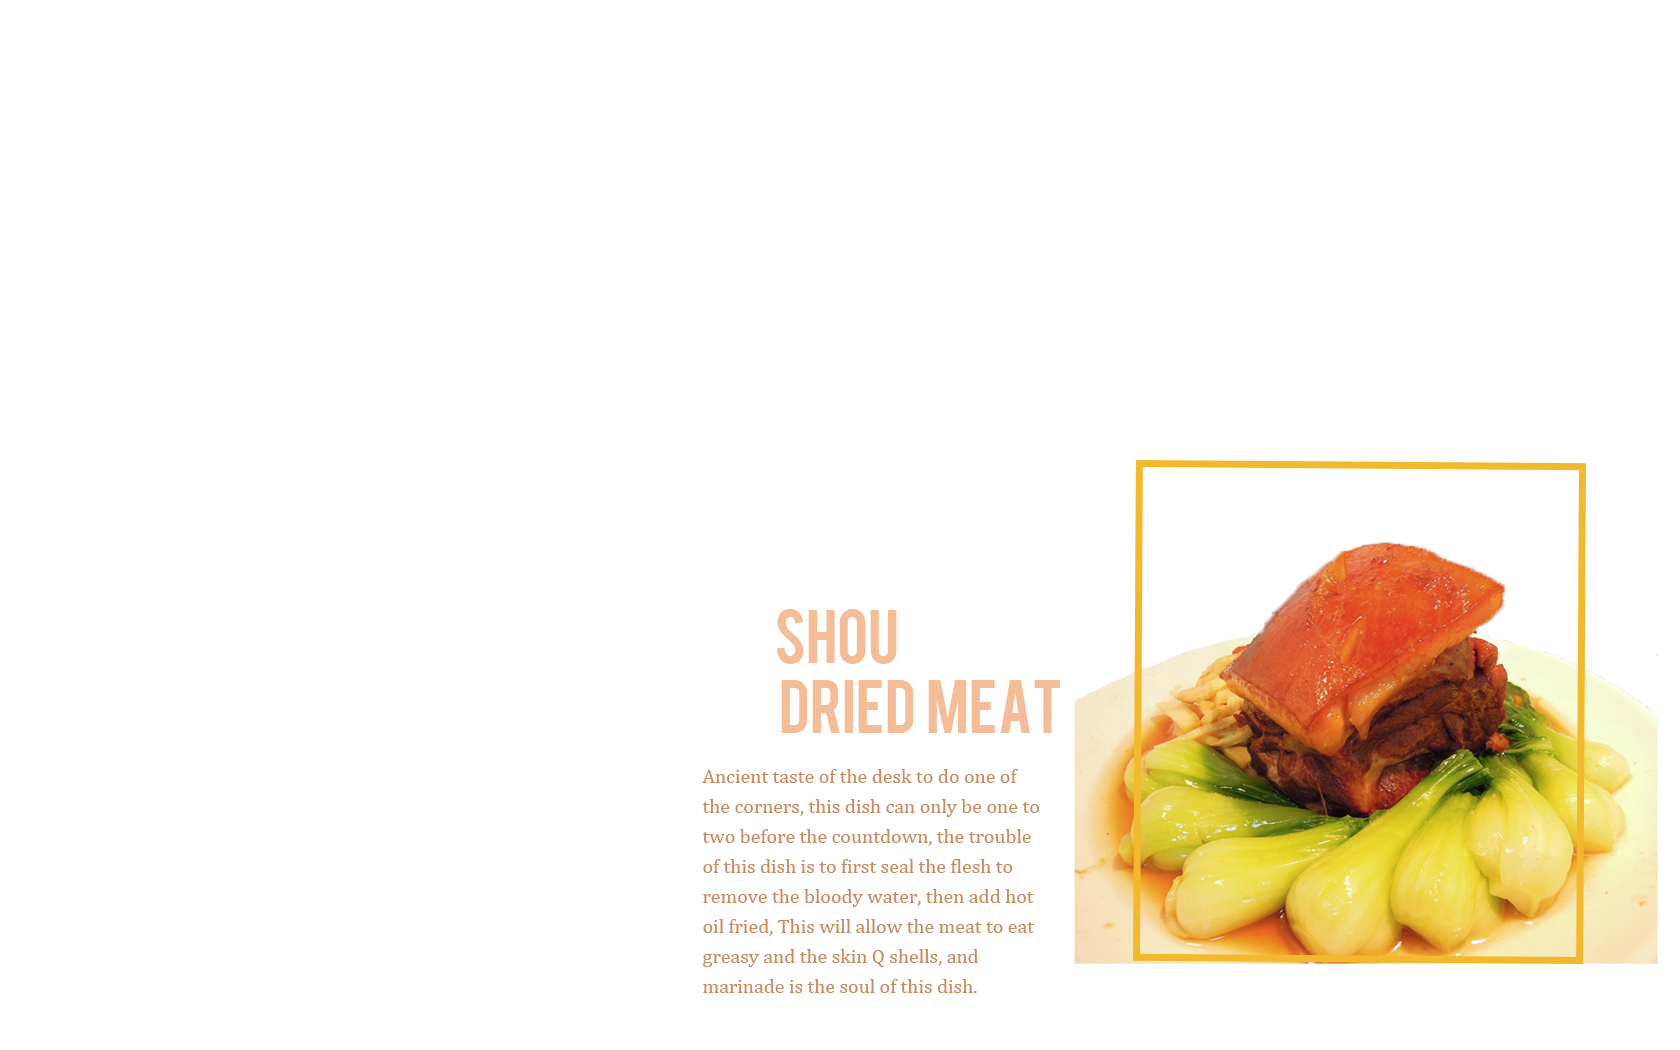 SHOU
DRIED MEAT
Ancient taste of the desk to do one of
the corners, this dish can only be one to
two before the countdown, the trouble
of this dish is to first seal the flesh to
remove the bloody water, then add hot
oil fried, This will allow the meat to eat
greasy and the skin Q shells, and
marinade is the soul of this dish.